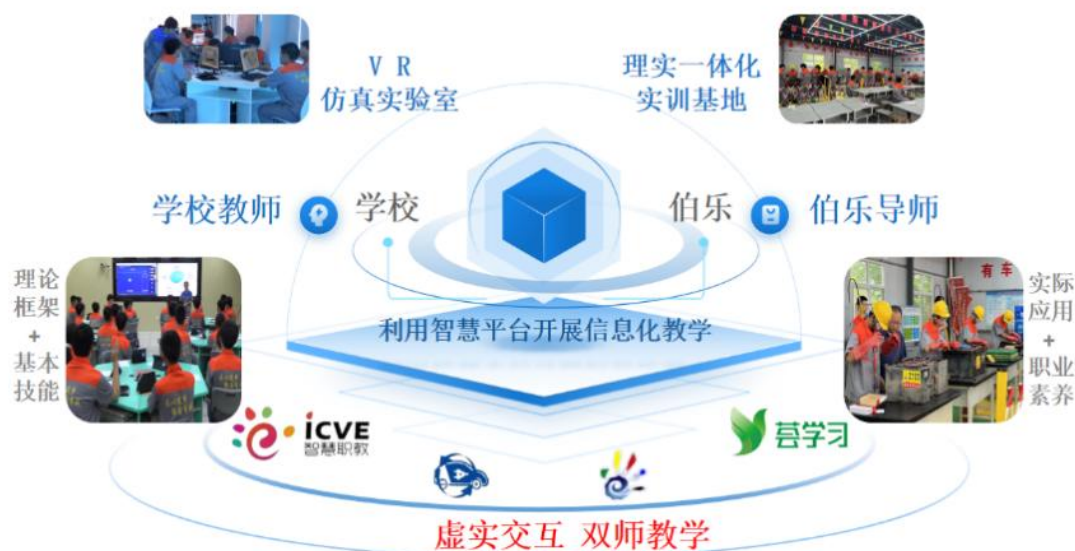 V R
仿真实验室
理实一体化
实训基地
学校教师
学校
伯乐
伯乐导师
理论
框架
+
基本
技能
有车
实际
应用
+
职业
素养
利用智慧平台开展信息化教学
iCVE
智慧职教
荟学习
虚实交互 双师教学